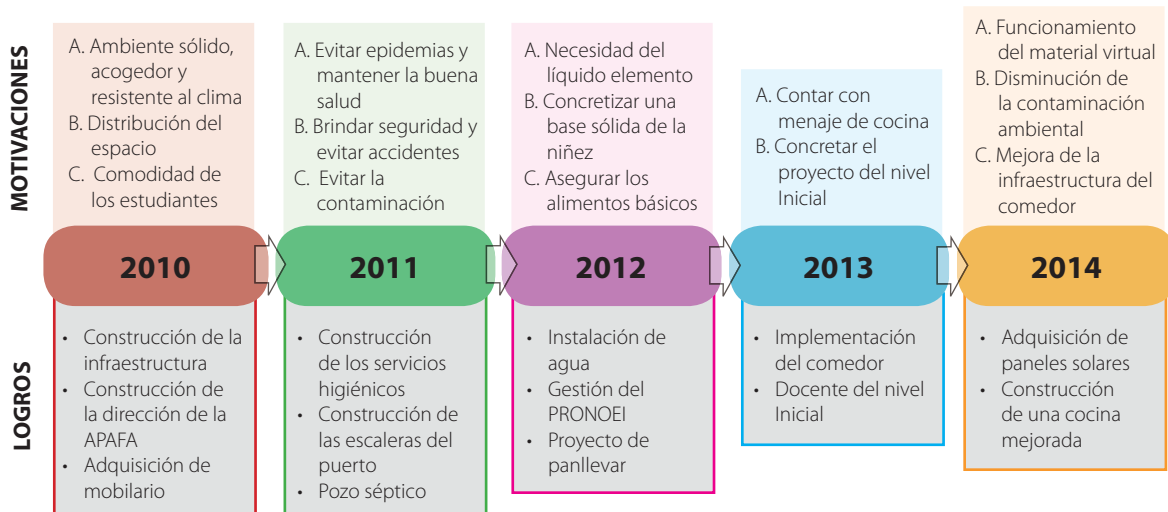 MOTIVACIONES
A. Ambiente sólido,
acogedor y
resistente al clima
B. Distribución del
espacio
C. Comodidad de
los estudiantes
A. Evitar epidemias y
mantener la buena
salud
B. Brindar seguridad y
evitar accidentes
C. Evitar la
contaminación
A. Necesidad del
líquido elemento
B. Concretizar una
base sólida de la
niñez
C. Asegurar los
alimentos básicos
A. Contar con
menaje de cocina
B. Concretar el
proyecto del nivel
Inicial
A. Funcionamiento
del material virtual
B. Disminución de
la contaminación
ambiental
C. Mejora de la
infraestructura del
comedor
2010
2011
2012
2013
2014
LOGROS
• Construcción de la
infraestructura
• Construcción de
la dirección de la
APAFA
• Adquisición de
mobilario
• Construcción
de los servicios
higiénicos
• Construcción de
las escaleras del
puerto
• Pozo séptico
• Instalación de
agua
• Gestión del
PRONOEI
• Proyecto de
panllevar
• Implementación
del comedor
• Docente del nivel
Inicial
• Adquisición de
paneles solares
• Construcción
de una cocina
mejorada